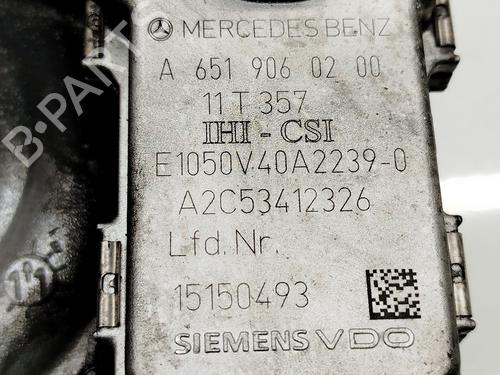 MERCEDES BENZ
A 651 906 02 00
11 T 357
IHI - CSI
E1050V40A2239-0
A2C53412326
Lfd. Nr.
15150493
SIEMENS VDO
B-PARTS